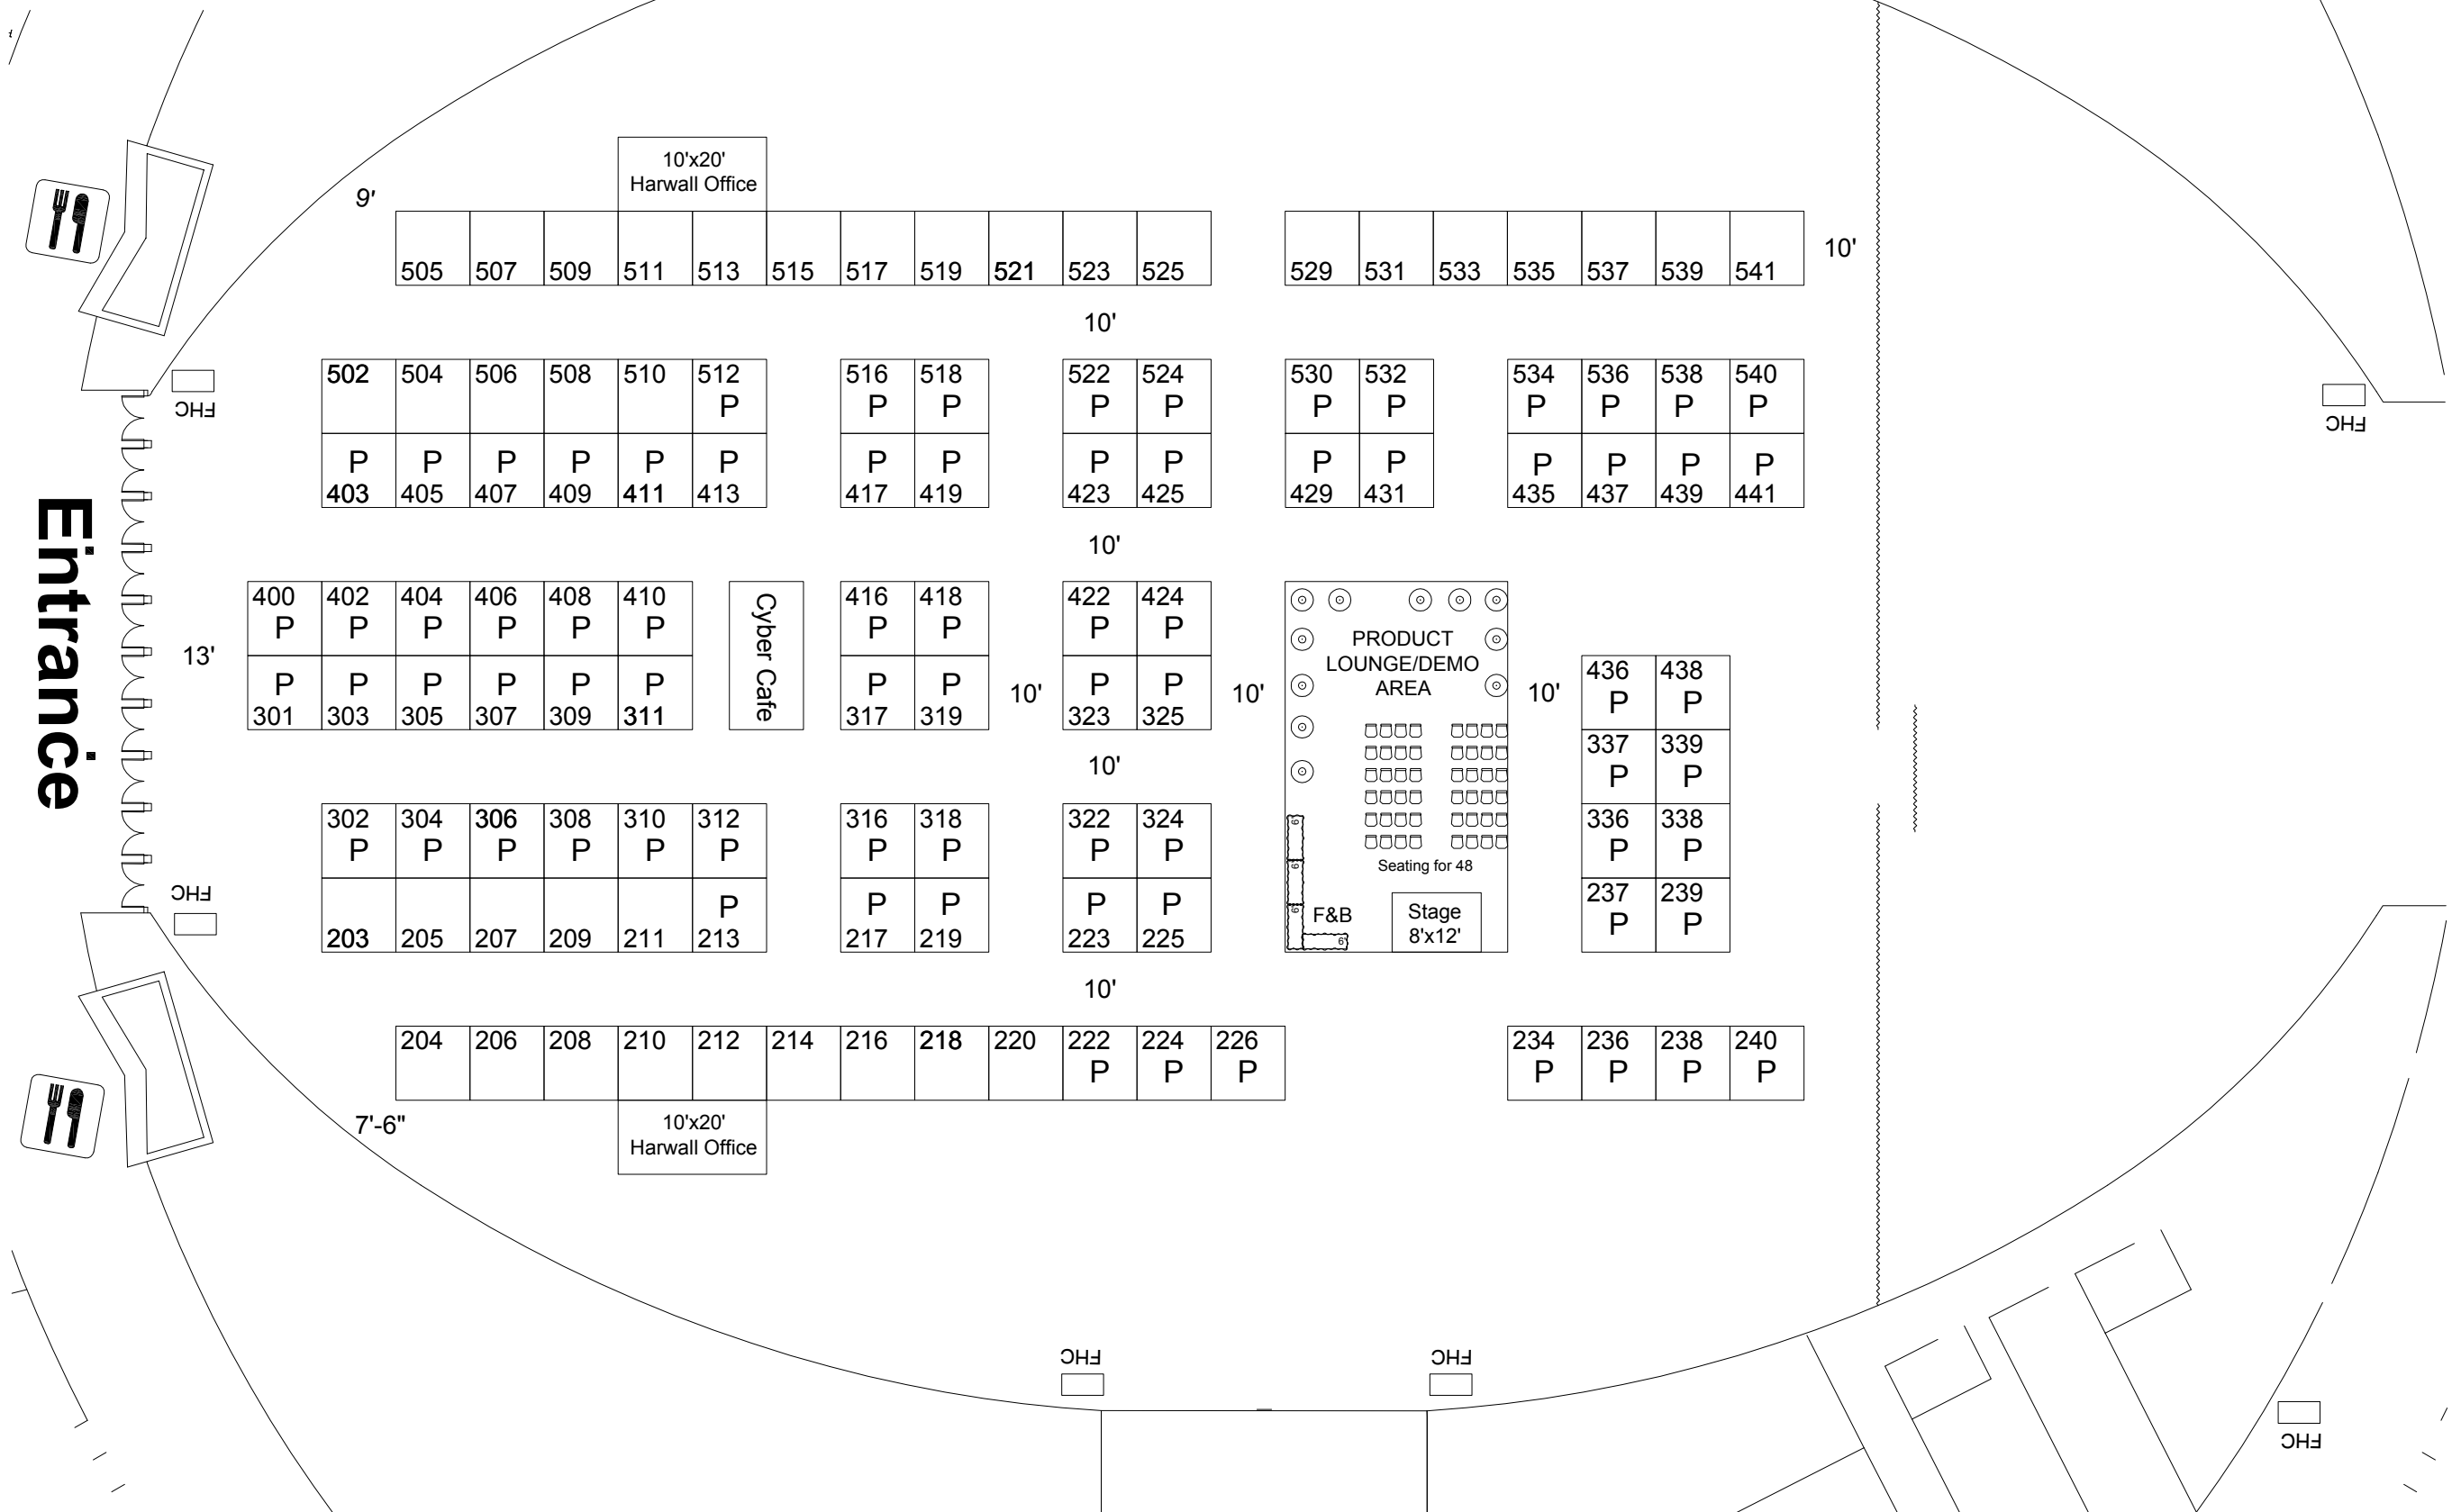 10'x20'
Harwall Office
9'
505 507 509 511 513 515 517 519 521 523 525 529 531 533 535 537 539 541
10'
10'
502 504 506 508 510 512 516 518 522 524 530 532 534 536 538 540
P P P P P P P P P P P
FHC
FHC
P P P P P P P P P P P P P P P P
403 405 407 409 411 413 417 419 423 425 429 431 435 437 439 441
Entrance
10'
400 402 404 406 408 410 416 418 422 424
P P P P P P P P P P
Cyber Cafe
PRODUCT
LOUNGE/DEMO
AREA
13'
P P P P P P P P P P
301 303 305 307 309 311 317 319 323 325
10'
10'
10'
436 438
P P
337 339
P P
10'
302 304 306 308 310 312 316 318 322 324 336 338
P P P P P P P P P P P P
Seating for 48
FHC
237 239
P P
P P P P P
203 205 207 209 211 213 217 219 223 225
6'
6'
6'
6'
F&B
Stage
8'x12'
10'
204 206 208 210 212 214 216 218 220 222 224 226 234 236 238 240
P P P P P P P
7'-6"
10'x20'
Harwall Office
FHC
FHC
FHC